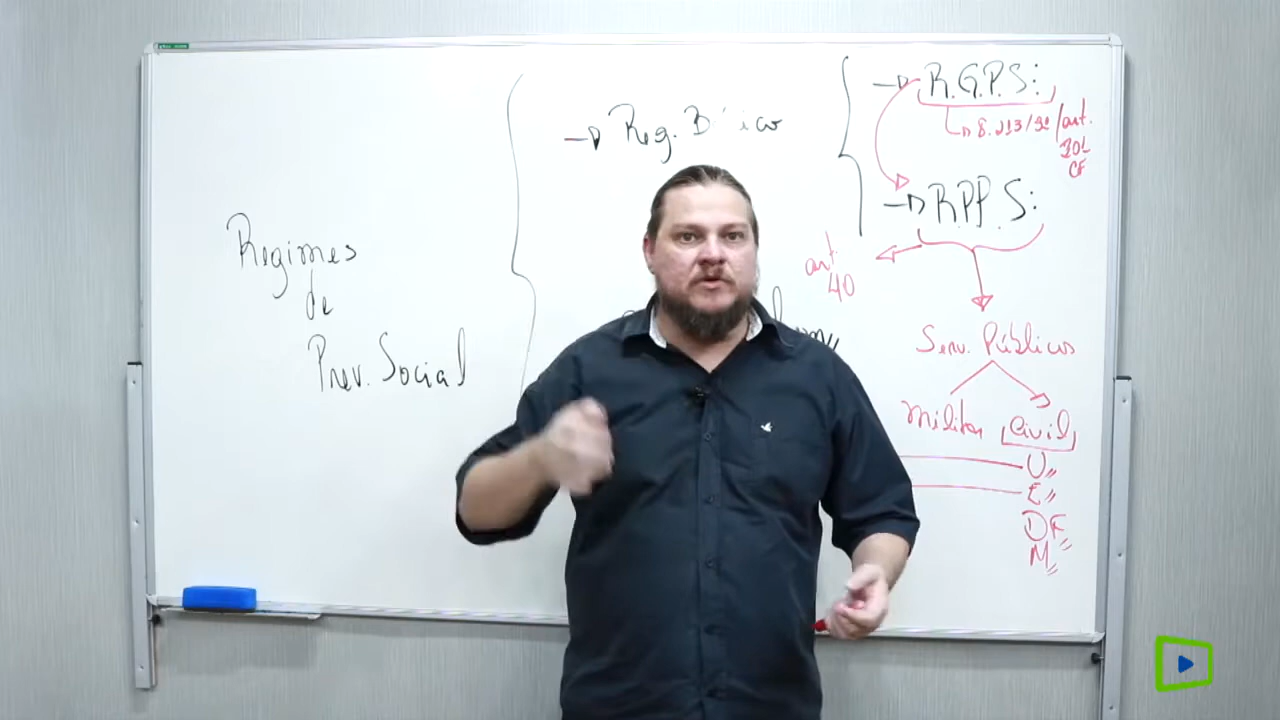 Regimes
de
Prev. Social
Reg. Básico
R.G.P.S:
8.213/91/art.
201
CF
R.P.P.S:
art.
40
Serv. Públicos
Militar Civil
U
E
DF
M